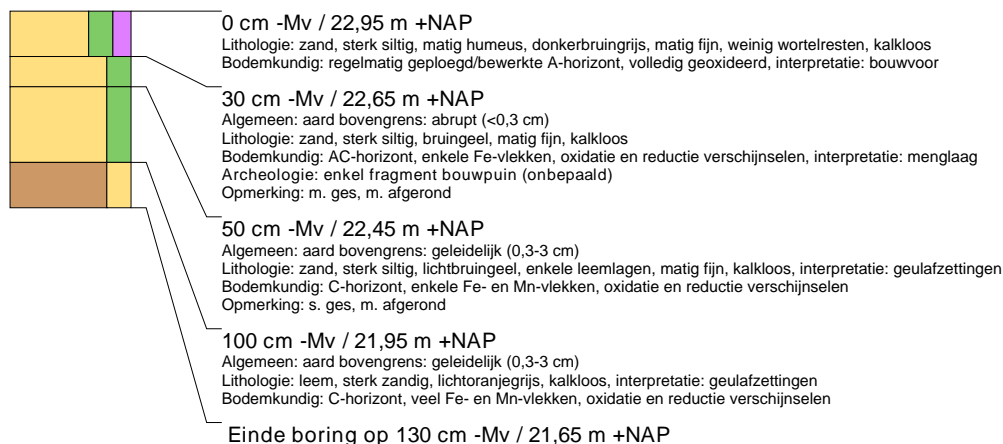 0 cm -Mv / 22,95 m +NAP
Lithologie: zand, sterk siltig, matig humeus, donkerbruingrijs, matig fijn, weinig wortelresten, kalkloos
Bodemkundig: regelmatig geploegd/bewerkte A-horizont, volledig geoxideerd, interpretatie: bouwvoor
30 cm -Mv / 22,65 m +NAP
Algemeen: aard bovengrens: abrupt (<0,3 cm)
Lithologie: zand, sterk siltig, bruingeel, matig fijn, kalkloos
Bodemkundig: AC-horizont, enkele Fe-vlekken, oxidatie en reductie verschijnselen, interpretatie: menglaag
Archeologie: enkel fragment bouwpuin (onbepaald)
Opmerking: m. ges, m. afgerond
50 cm -Mv / 22,45 m +NAP
Algemeen: aard bovengrens: geleidelijk (0,3-3 cm)
Lithologie: zand, sterk siltig, lichtbruingeel, enkele leemlagen, matig fijn, kalkloos, interpretatie: geulafzettingen
Bodemkundig: C-horizont, enkele Fe- en Mn-vlekken, oxidatie en reductie verschijnselen
Opmerking: s. ges, m. afgerond
100 cm -Mv / 21,95 m +NAP
Algemeen: aard bovengrens: geleidelijk (0,3-3 cm)
Lithologie: leem, sterk zandig, lichtoranjegrijs, kalkloos, interpretatie: geulafzettingen
Bodemkundig: C-horizont, veel Fe- en Mn-vlekken, oxidatie en reductie verschijnselen
Einde boring op 130 cm -Mv / 21,65 m +NAP